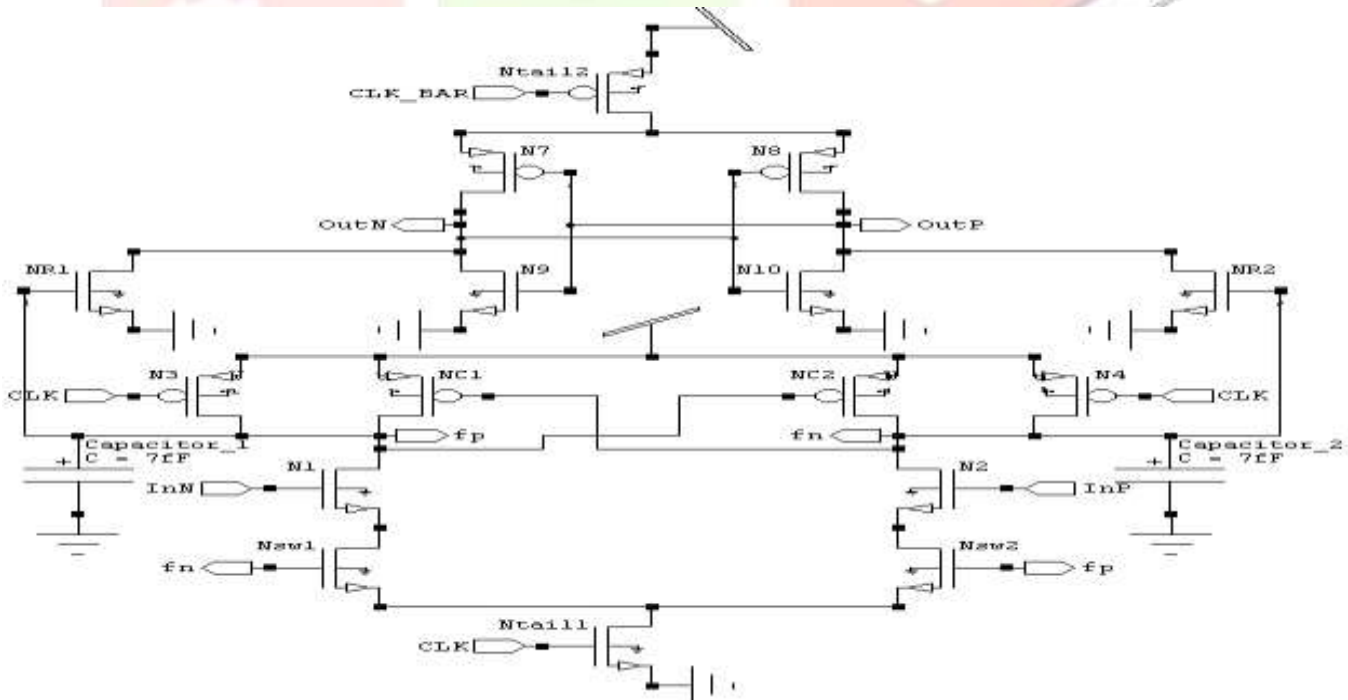 Ntail2
CLK_BAR
N7
N8
OutN
OutP
NR1
N9
N10
NR2
N3
NC1
NC2
N4
CLK
CLK
fp
fn
Capacitor_1
C = 7fF
Capacitor_2
C = 7fF
N1
N2
InN
InP
Nsw1
Nsw2
fn
fp
Ntail1
CLK